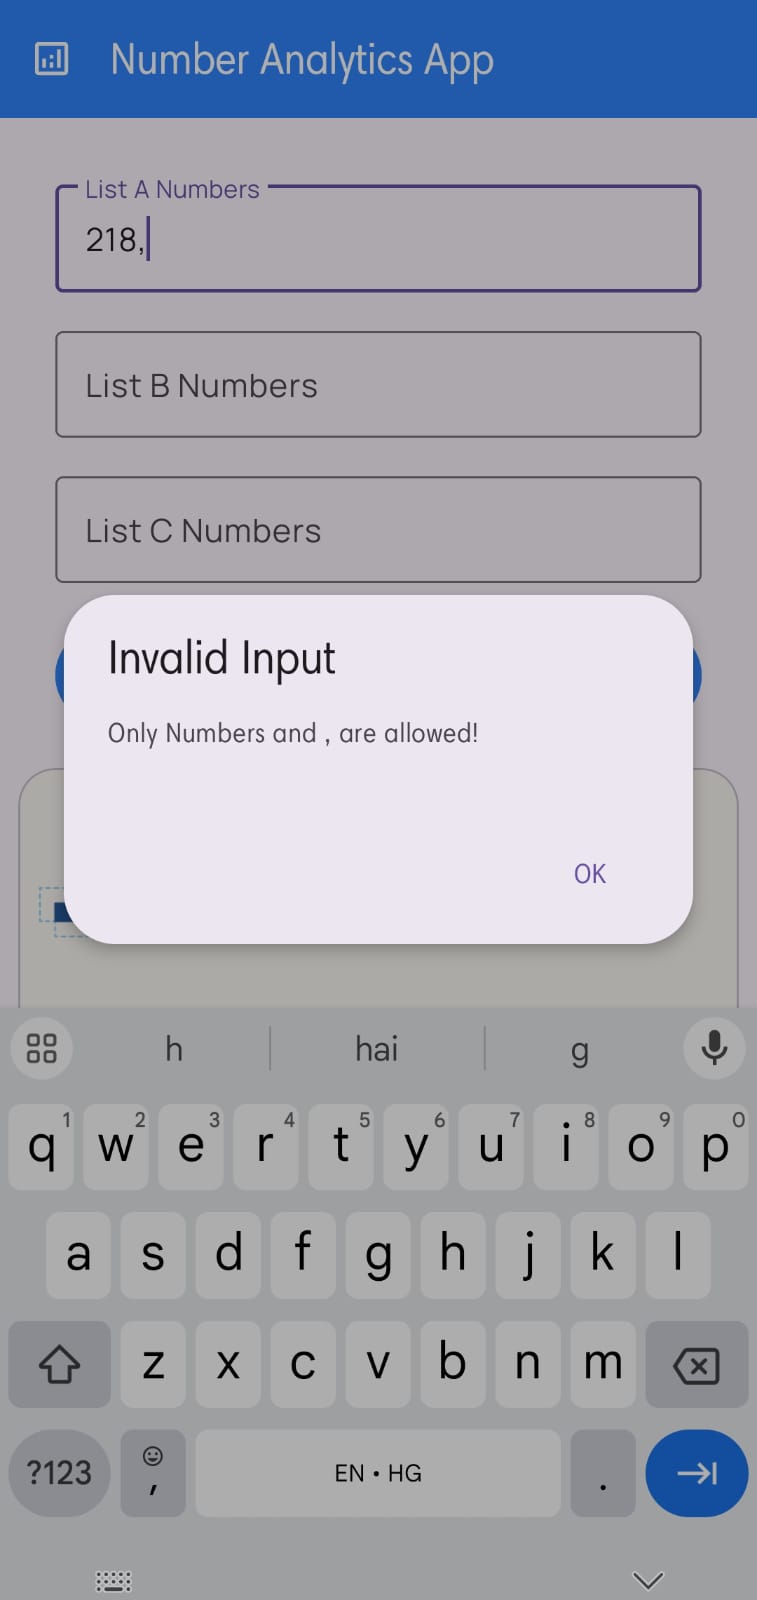 Number Analytics App
List A Numbers
218,
List B Numbers
List C Numbers
Invalid Input
Only Numbers and , are allowed!
OK
h hai g
q 1 w 2 e 3 r 4 t 5 y 6 u 7 i 8 o 9 p 0
a s d f g h j k l
z x c v b n m
?123 , EN • HG .